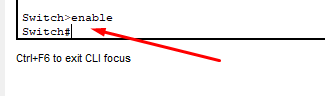 Switch>enable
Switch#
Ctrl+F6 to exit CLI focus